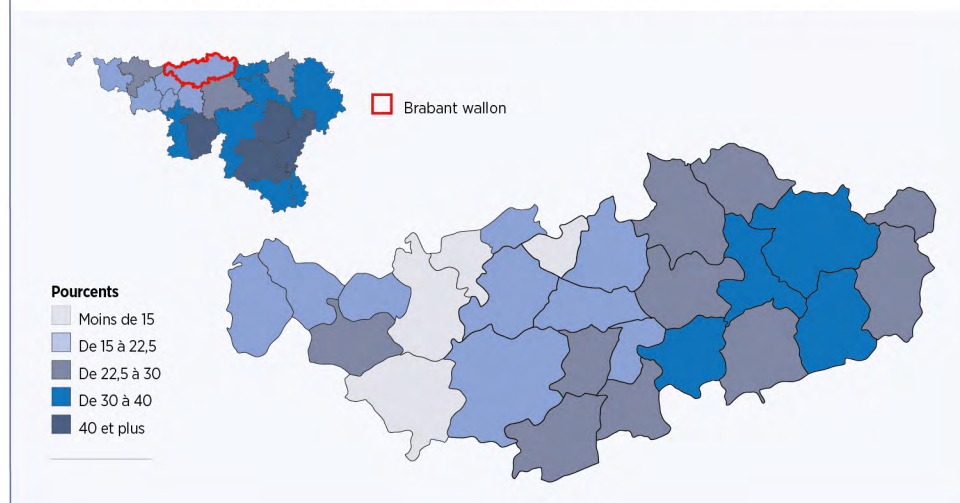 Brabant wallon
Pourcents
Moins de 15
De 15 à 22,5
De 22,5 à 30
De 30 à 40
40 et plus